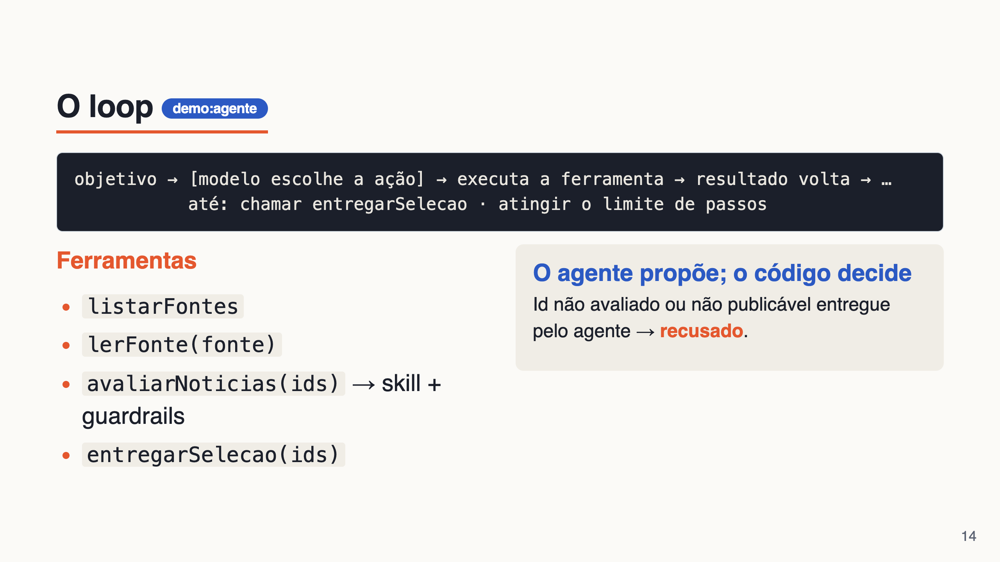 O loop demo:agente
objetivo → [modelo escolhe a ação] → executa a ferramenta → resultado volta → …
até: chamar entregarSelecao · atingir o limite de passos
Ferramentas
• listarFontes
• lerFonte(fonte)
• avaliarNoticias(ids) → skill +
guardrails
• entregarSelecao(ids)
O agente propõe; o código decide
Id não avaliado ou não publicável entregue
pelo agente → recusado.
14